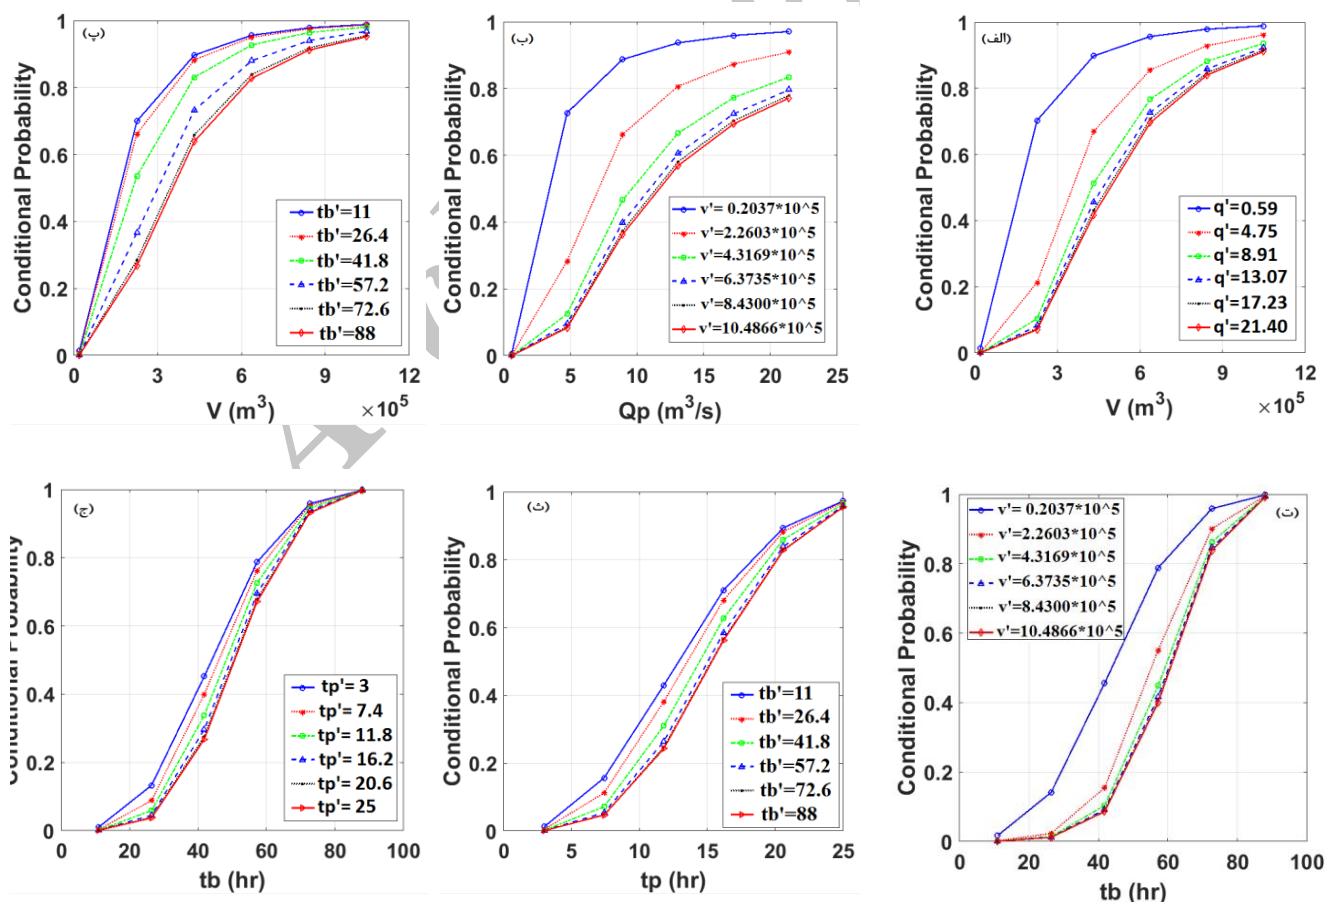 (پ)
Conditional Probability
1
0.8
0.6
0.4
0.2
0
tb'=11
tb'=26.4
tb'=41.8
tb'=57.2
tb'=72.6
tb'=88
0 3 6 9 12
V (m³) ×10⁵
(ب)
Conditional Probability
1
0.8
0.6
0.4
0.2
0
v'= 0.2037*10^5
v'=2.2603*10^5
v'=4.3169*10^5
v'=6.3735*10^5
v'=8.4300*10^5
v'=10.4866*10^5
0 5 10 15 20 25
Qp (m³/s)
(الف)
Conditional Probability
1
0.8
0.6
0.4
0.2
0
q'=0.59
q'=4.75
q'=8.91
q'=13.07
q'=17.23
q'=21.40
0 3 6 9 12
V (m³) ×10⁵
(ج)
Conditional Probability
1
0.8
0.6
0.4
0.2
0
tp'= 3
tp'= 7.4
tp'= 11.8
tp'= 16.2
tp'= 20.6
tp'= 25
0 20 40 60 80 100
tb (hr)
(ث)
Conditional Probability
1
0.8
0.6
0.4
0.2
0
tb'=11
tb'=26.4
tb'=41.8
tb'=57.2
tb'=72.6
tb'=88
0 5 10 15 20 25
tp (hr)
(ت)
Conditional Probability
1
0.8
0.6
0.4
0.2
0
v'= 0.2037*10^5
v'=2.2603*10^5
v'=4.3169*10^5
v'=6.3735*10^5
v'=8.4300*10^5
v'=10.4866*10^5
0 20 40 60 80 100
tb (hr)